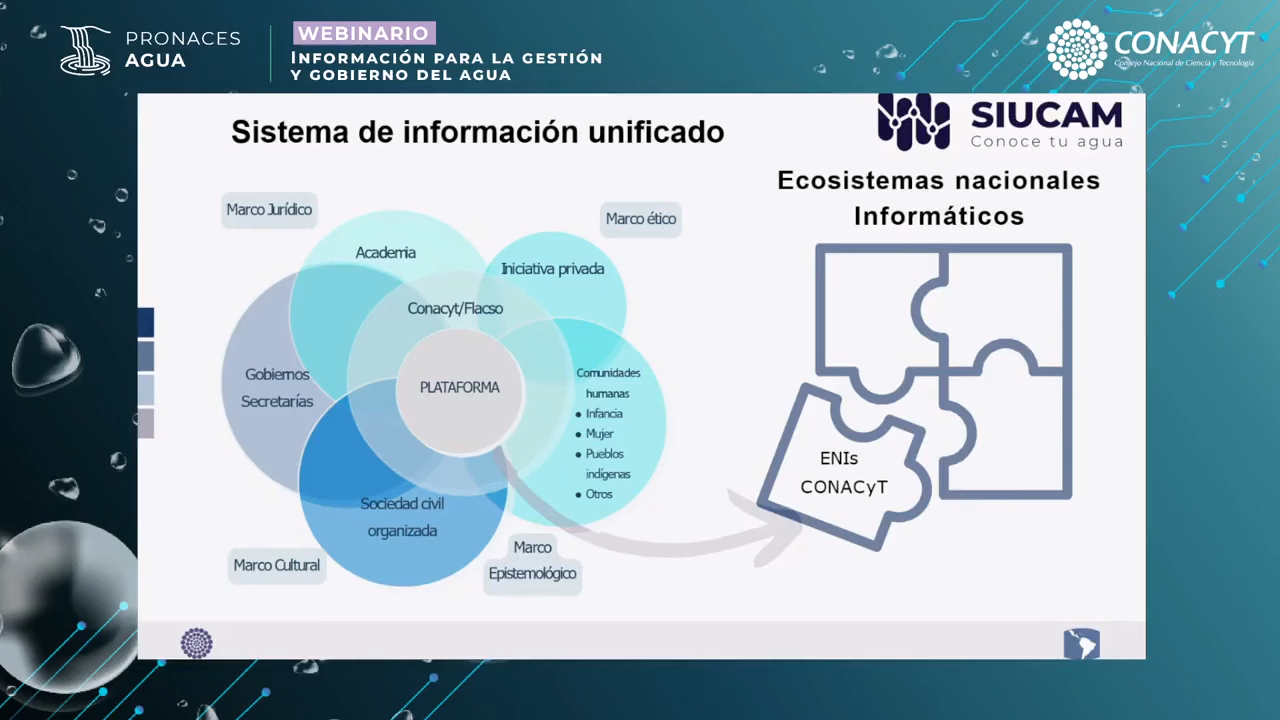 PRONACES
AGUA
WEBINARIO
INFORMACIÓN PARA LA GESTIÓN
Y GOBIERNO DEL AGUA
CONACYT
Consejo Nacional de Ciencia y Tecnología
Sistema de información unificado
SIUCAM
Conoce tu agua
Ecosistemas nacionales
Informáticos
Marco Jurídico
Marco ético
Academia
Iniciativa privada
Conacyt/Flacso
PLATAFORMA
Gobiernos
Secretarías
Comunidades
humanas
● Infancia
● Mujer
● Pueblos
indígenas
● Otros
Sociedad civil
organizada
Marco Cultural
Marco
Epistemológico
ENIs
CONACyT